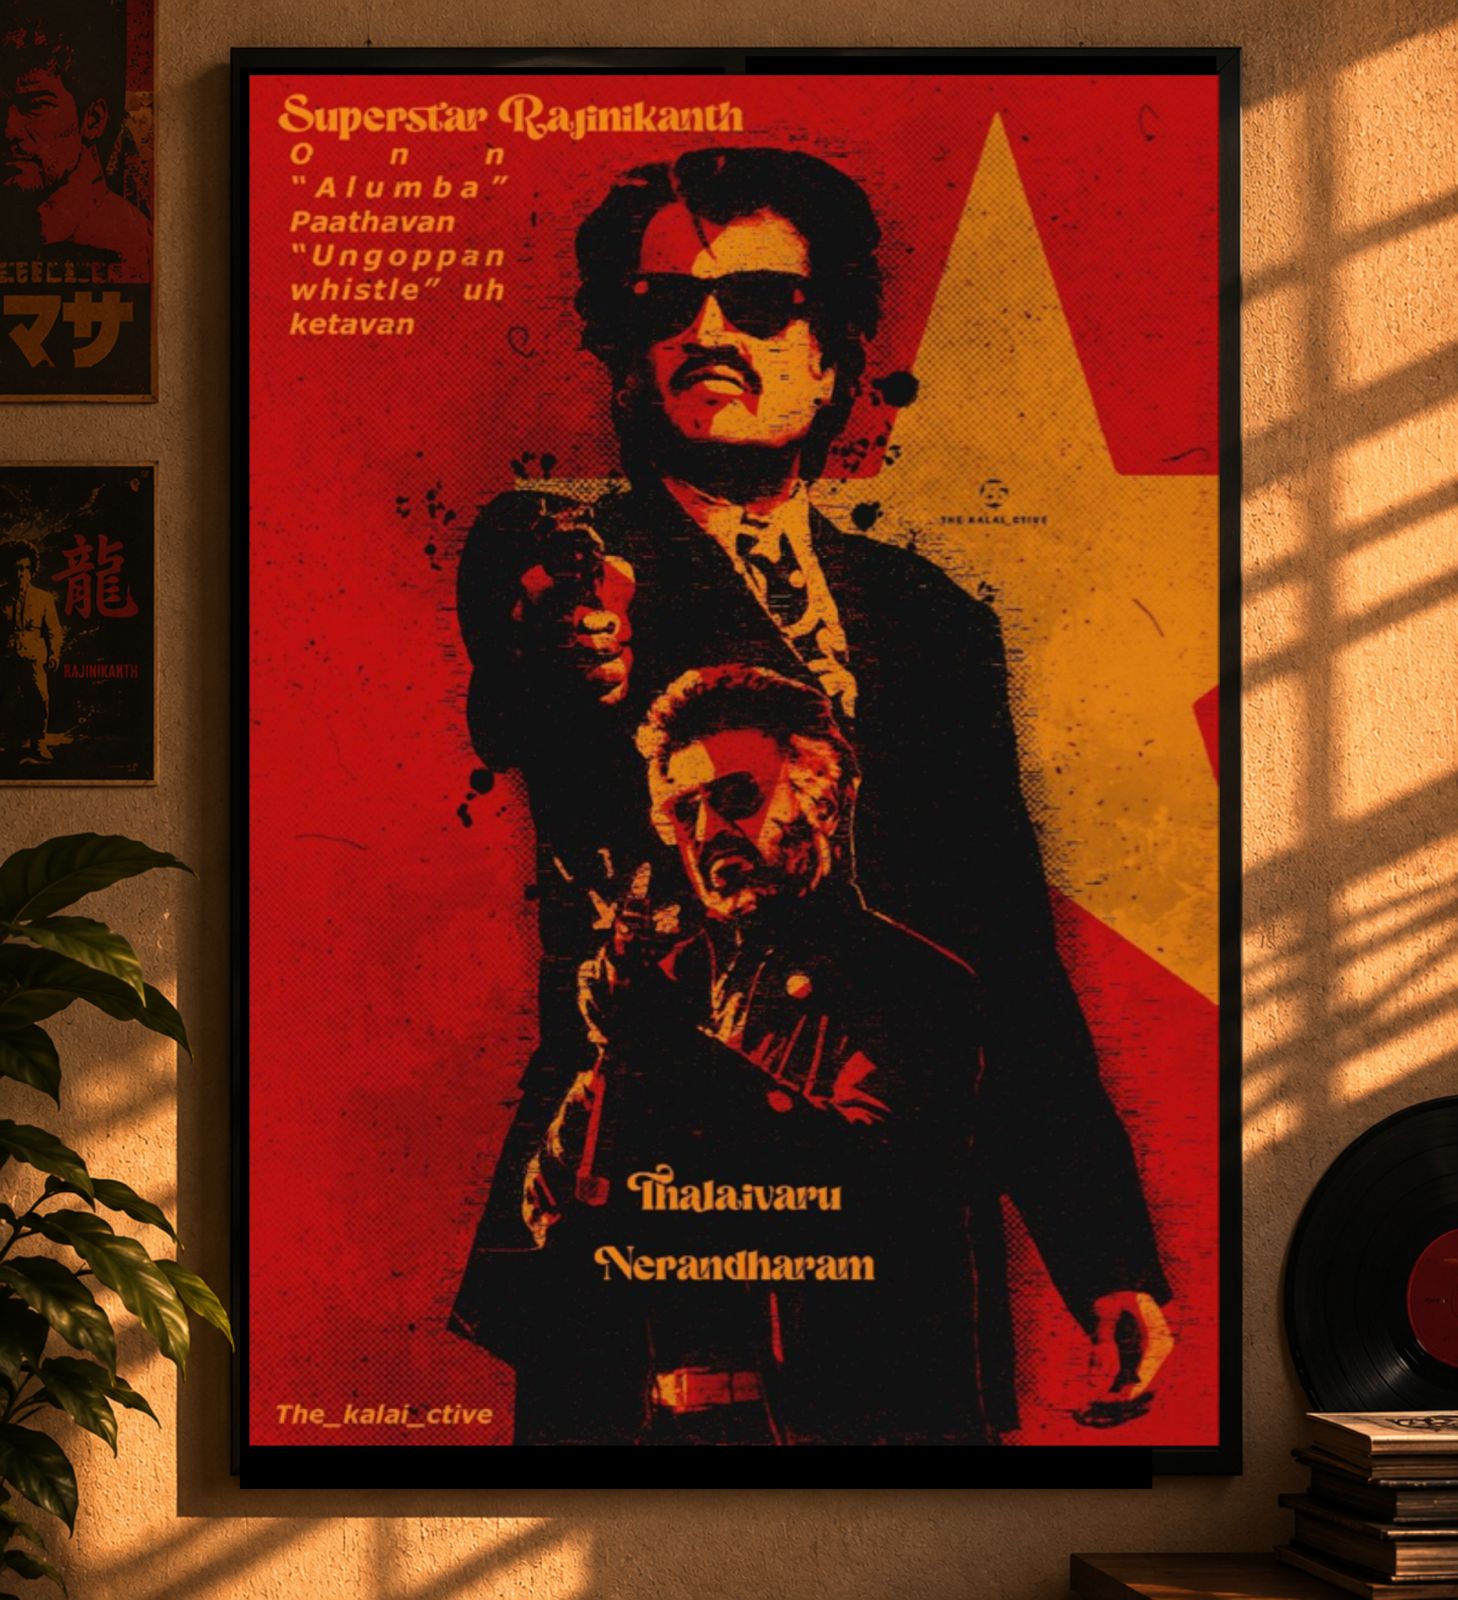 Superstar Rajinikanth
O n n
"Alumba"
Paathavan
"Ungoppan
whistle" uh
ketavan
THE KALAI_CTIVE
マサ
龍
RAJINIKANTH
Thalaivaru
Nerandharam
The_kalai_ctive